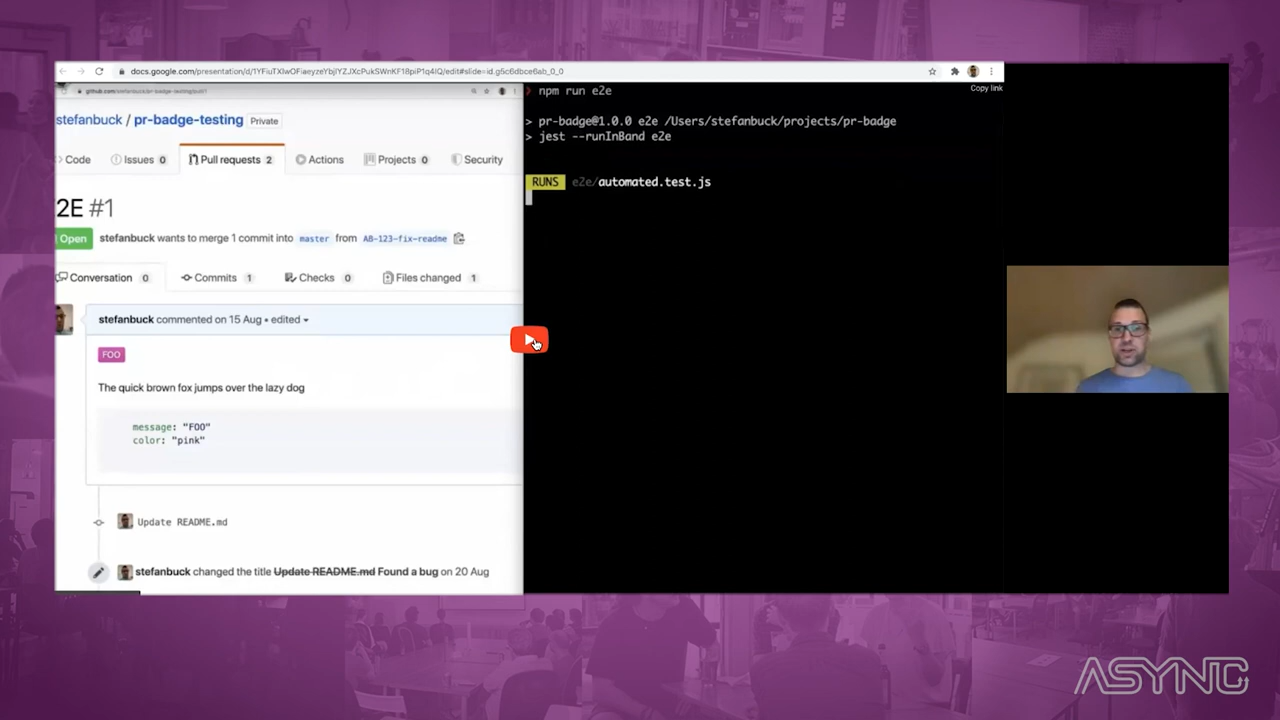 docs.google.com/presentation/d/1YFiuTXIwOFiaeyzeYbjIYZJXcPukSWnKF18piP1q4IQ/edit#slide=id.g5c6dbce6ab_0_0
Copy link
stefanbuck / pr-badge-testing Private
Code Issues 0 Pull requests 2 Actions Projects 0 Security
2E #1
Open stefanbuck wants to merge 1 commit into master from AB-123-fix-readme
Conversation 0 Commits 1 Checks 0 Files changed 1
stefanbuck commented on 15 Aug • edited
FOO
The quick brown fox jumps over the lazy dog
message: "FOO"
color: "pink"
Update README.md
stefanbuck changed the title Update README.md Found a bug on 20 Aug
npm run e2e
> pr-badge@1.0.0 e2e /Users/stefanbuck/projects/pr-badge
> jest --runInBand e2e
RUNS e2e/automated.test.js
ASYNC